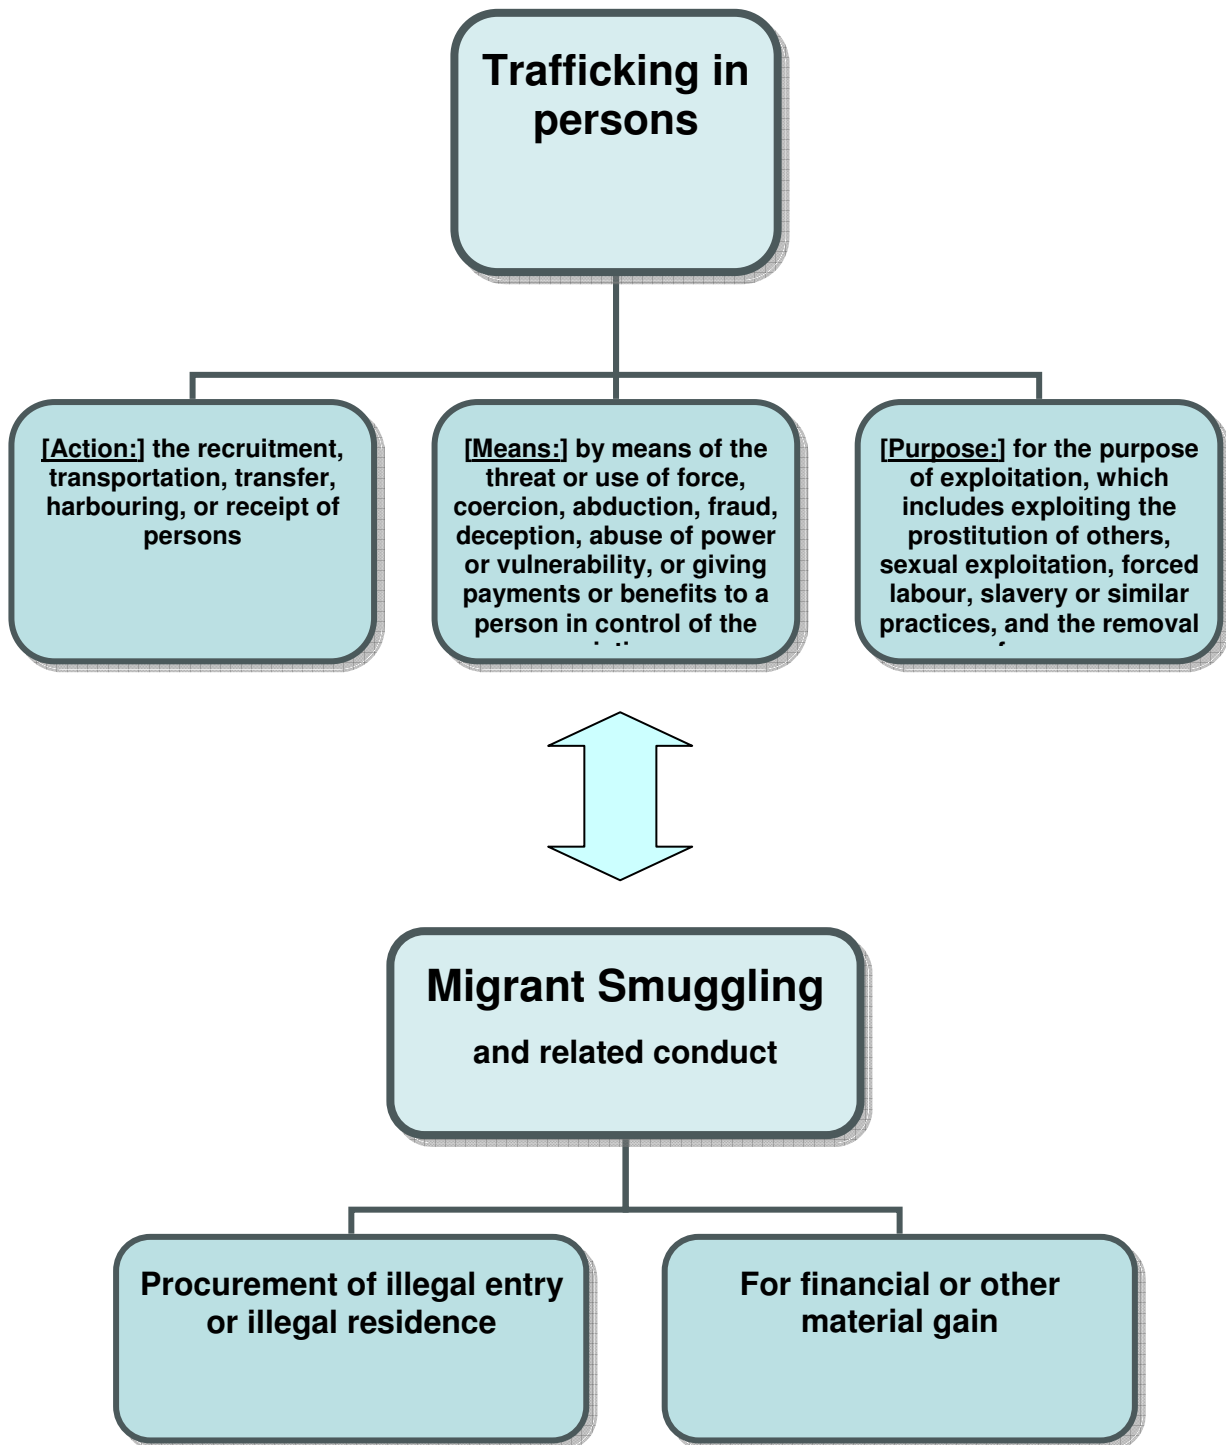 Trafficking in
persons
[Action:] the recruitment,
transportation, transfer,
harbouring, or receipt of
persons
[Means:] by means of the
threat or use of force,
coercion, abduction, fraud,
deception, abuse of power
or vulnerability, or giving
payments or benefits to a
person in control of the
[Purpose:] for the purpose
of exploitation, which
includes exploiting the
prostitution of others,
sexual exploitation, forced
labour, slavery or similar
practices, and the removal
Migrant Smuggling
and related conduct
Procurement of illegal entry
or illegal residence
For financial or other
material gain